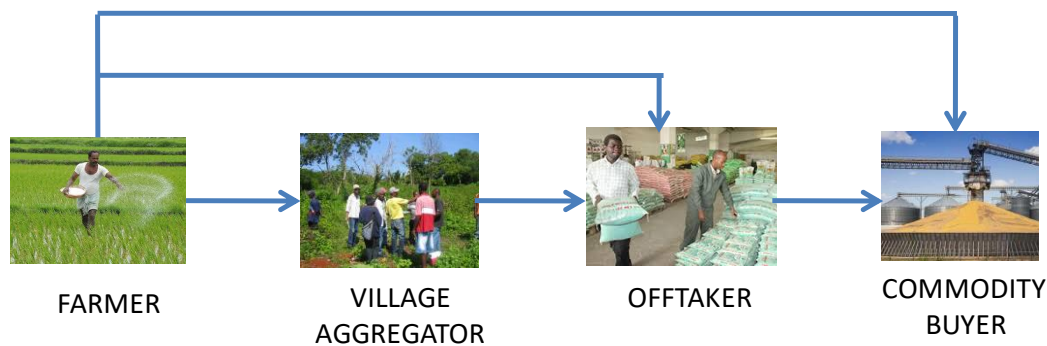 FARMER
VILLAGE
AGGREGATOR
OFFTAKER
COMMODITY
BUYER